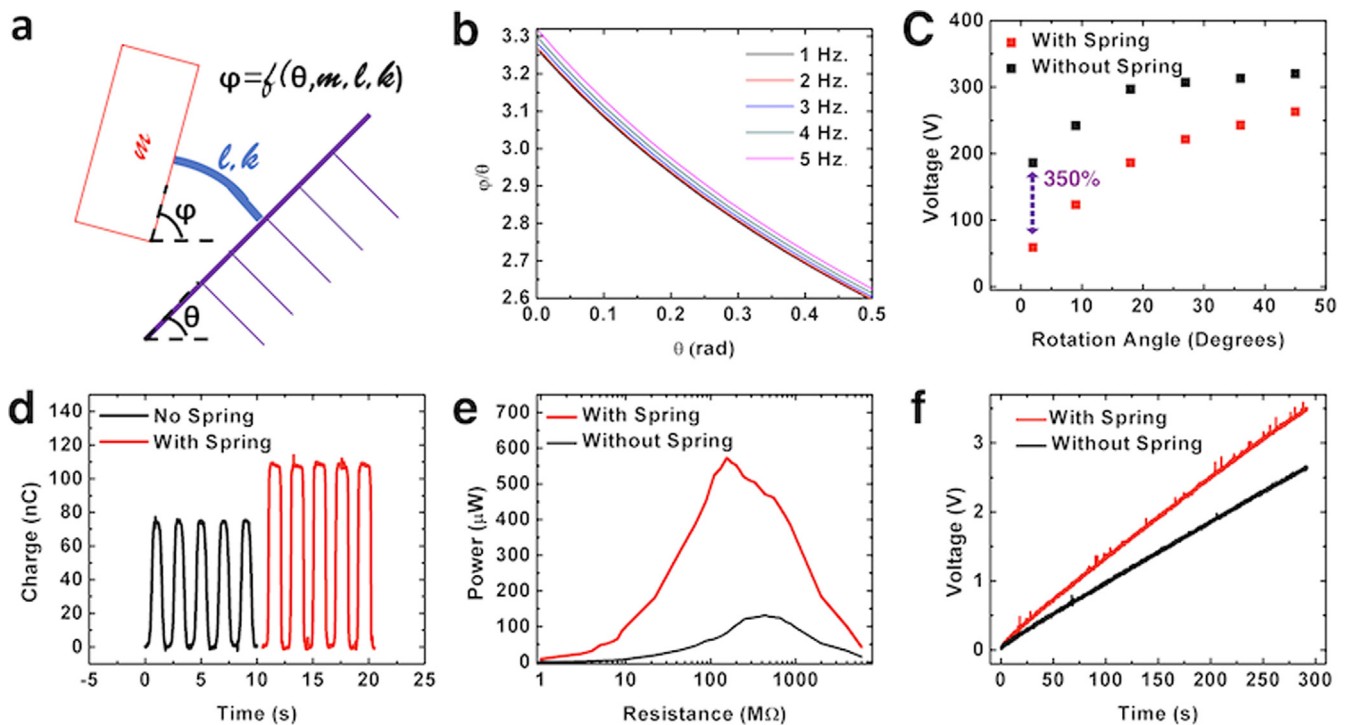 a
φ=f(θ,m,l,k)
m
l,k
φ
θ
b
3.3
3.2
3.1
3.0
2.9
2.8
2.7
2.6
φ/θ
1 Hz.
2 Hz.
3 Hz.
4 Hz.
5 Hz.
0.0 0.1 0.2 0.3 0.4 0.5
θ (rad)
C
400
300
200
100
0
Voltage (V)
With Spring
Without Spring
350%
0 10 20 30 40 50
Rotation Angle (Degrees)
d
140
120
100
80
60
40
20
0
Charge (nC)
No Spring
With Spring
-5 0 5 10 15 20 25
Time (s)
e
700
600
500
400
300
200
100
0
Power (μW)
With Spring
Without Spring
1 10 100 1000
Resistance (MΩ)
f
3
2
1
0
Voltage (V)
With Spring
Without Spring
0 50 100 150 200 250 300
Time (s)